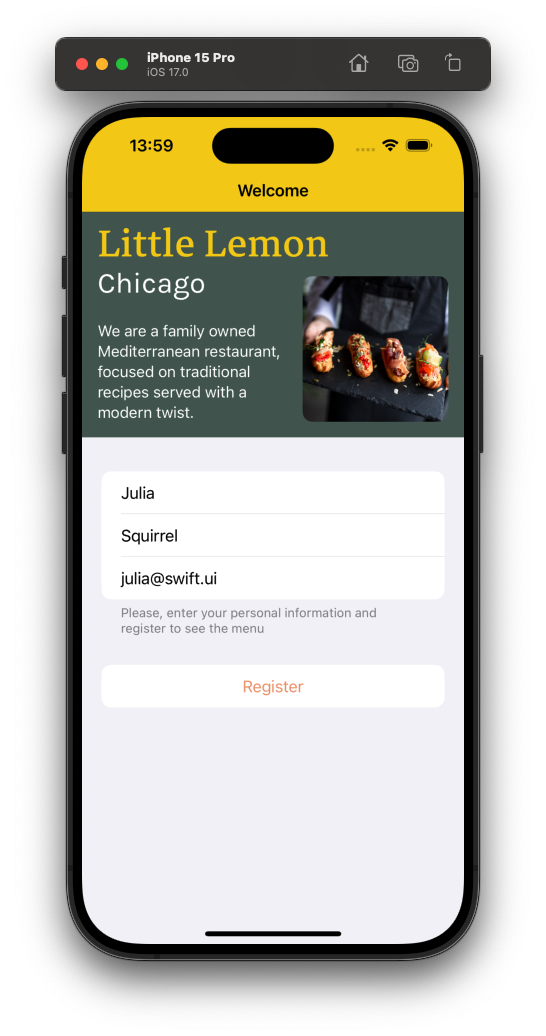 iPhone 15 Pro
iOS 17.0
13:59
Welcome
Little Lemon
Chicago
We are a family owned
Mediterranean restaurant,
focused on traditional
recipes served with a
modern twist.
Julia
Squirrel
julia@swift.ui
Please, enter your personal information and
register to see the menu
Register